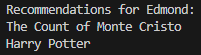 Recommendations for Edmond:
The Count of Monte Cristo
Harry Potter